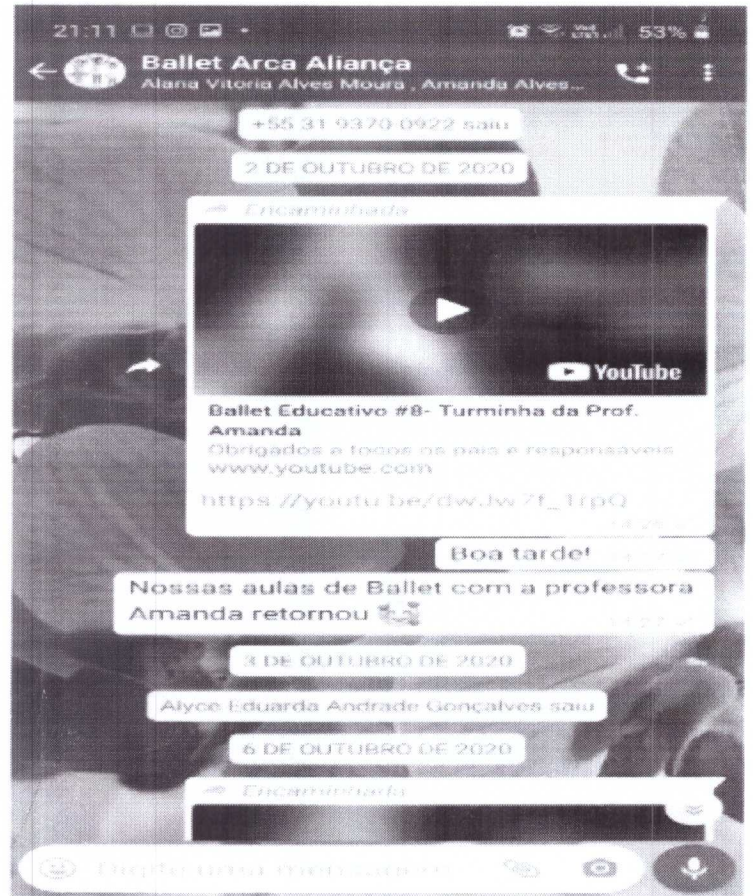 21:11 53%
Ballet Arca Aliança
Alana Vitoria Alves Moura , Amanda Alves...
+55 31 9370-0922 saiu
2 DE OUTUBRO DE 2020
Encaminhada
YouTube
Ballet Educativo #8- Turminha da Prof.
Amanda
Obrigados a todos os pais e responsáveis
www.youtube.com
Boa tarde!
Nossas aulas de Ballet com a professora
Amanda retornou
3 DE OUTUBRO DE 2020
Alyce Eduarda Andrade Gonçalves saiu
6 DE OUTUBRO DE 2020
Encaminhada